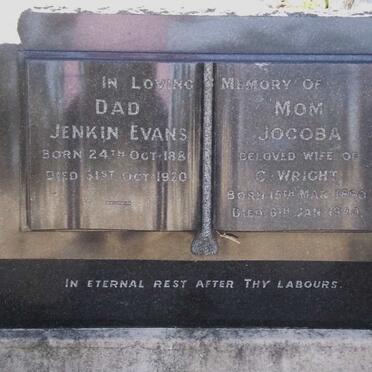 IN LOVING MEMORY OF
DAD
JENKIN EVANS
BORN 24TH OCT 188
DIED 31ST OCT 1920
MOM
JOCOBA
BELOVED WIFE OF
C. WRIGHT
BORN 15TH MAR
DIED 6TH JAN
IN ETERNAL REST AFTER THY LABOURS.